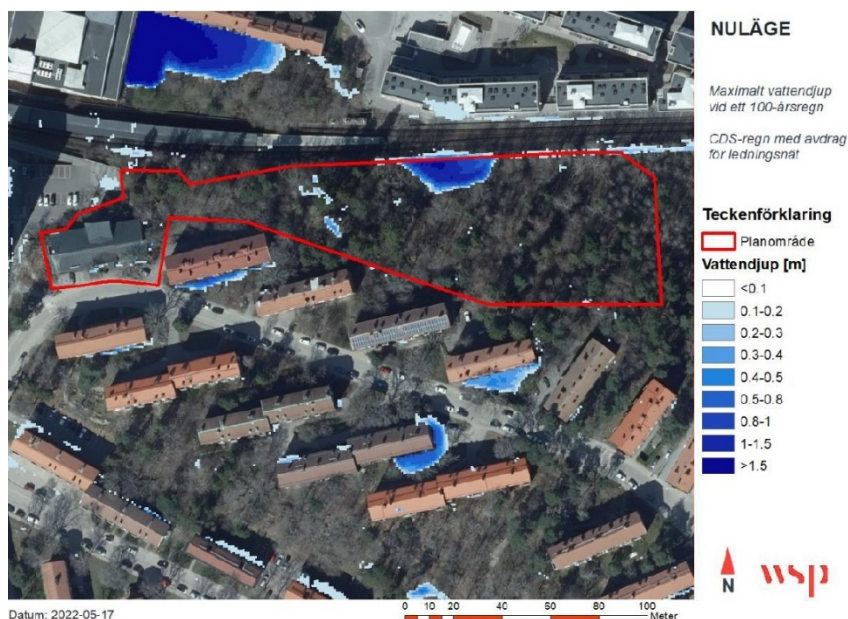 NULÄGE
Maximalt vattendjup
vid ett 100-årsregn
CDS-regn med avdrag
för ledningsnät
Teckenförklaring
Planområde
Vattendjup [m]
<0.1
0.1-0.2
0.2-0.3
0.3-0.4
0.4-0.5
0.5-0.8
0.8-1
1-1.5
>1.5
N
wsp
Datum: 2022-05-17
0 10 20 40 60 80 100
Meter